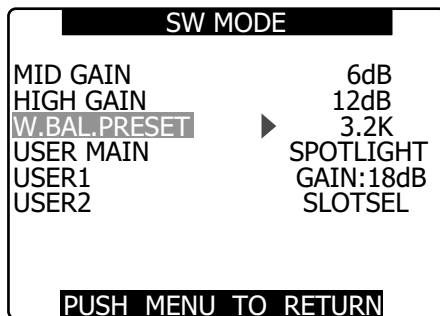 SW MODE
MID GAIN 6dB
HIGH GAIN 12dB
W.BAL.PRESET 3.2K
USER MAIN SPOTLIGHT
USER1 GAIN:18dB
USER2 SLOTSEL
PUSH MENU TO RETURN